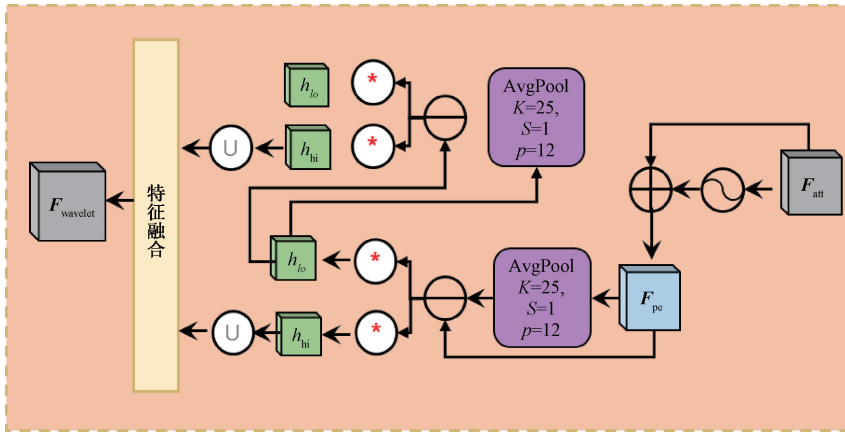 h_lo
*
AvgPool
K=25,
S=1
p=12
U
h_hi
*
F_wavelet
特征融合
F_att
h_lo
*
AvgPool
K=25,
S=1
p=12
F_pe
U
h_hi
*